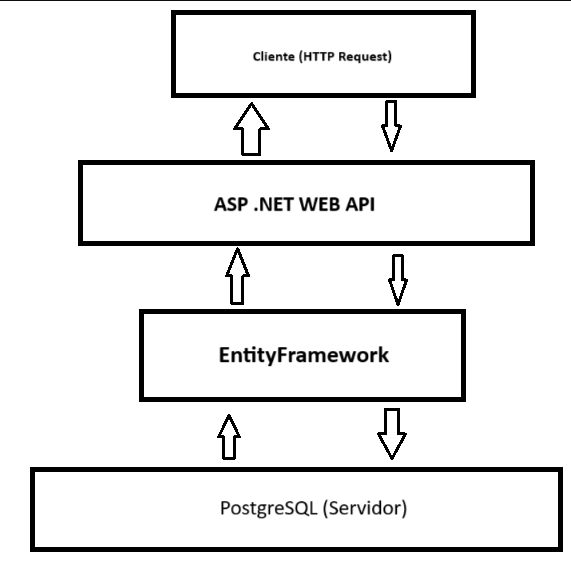 Cliente (HTTP Request)
ASP .NET WEB API
EntityFramework
PostgreSQL (Servidor)